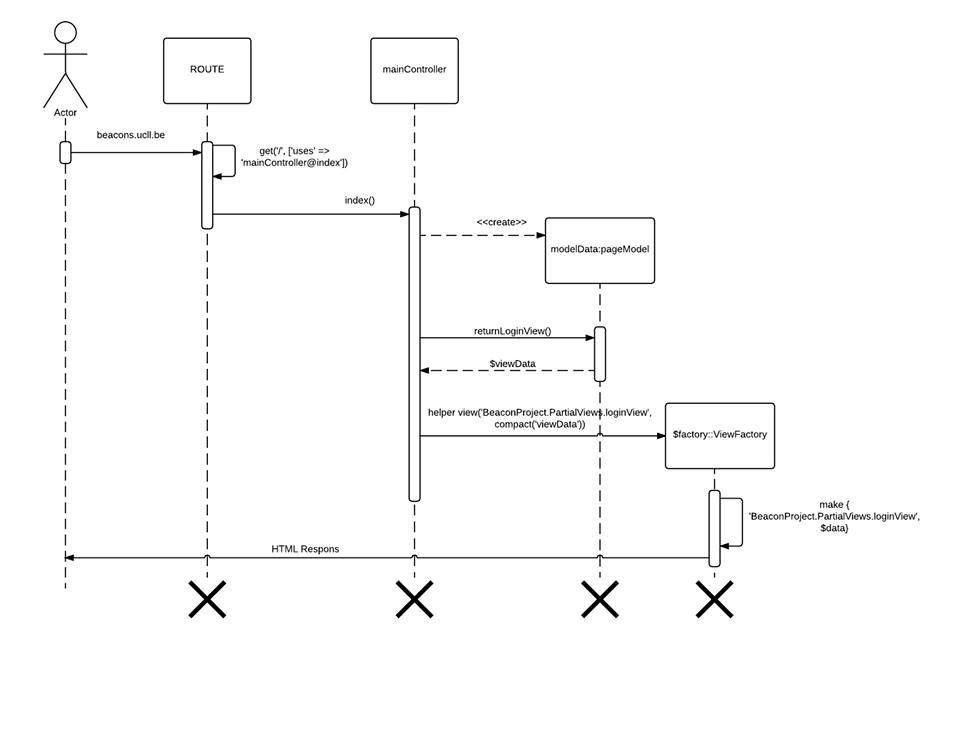 ROUTE
mainController
Actor
beacons.ucll.be
get('/', ['uses' =>
'mainController@index'])
index()
<<create>>
modelData:pageModel
returnLoginView()
$viewData
helper view('BeaconProject.PartialViews.loginView',
compact('viewData'))
$factory::ViewFactory
make {
'BeaconProject.PartialViews.loginView',
$data}
HTML Respons